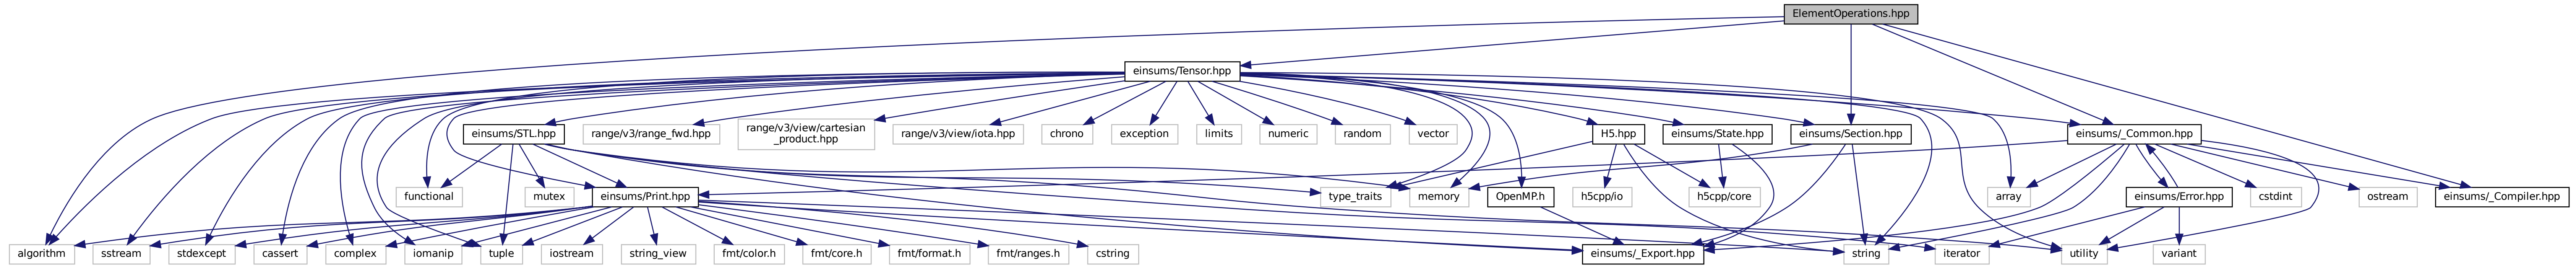 ElementOperations.hpp
einsums/Tensor.hpp
einsums/STL.hpp
range/v3/range_fwd.hpp
range/v3/view/cartesian
_product.hpp
range/v3/view/iota.hpp
chrono
exception
limits
numeric
random
vector
H5.hpp
einsums/State.hpp
einsums/Section.hpp
einsums/_Common.hpp
functional
mutex
einsums/Print.hpp
type_traits
memory
OpenMP.h
h5cpp/io
h5cpp/core
array
einsums/Error.hpp
cstdint
ostream
einsums/_Compiler.hpp
algorithm
sstream
stdexcept
cassert
complex
iomanip
tuple
iostream
string_view
fmt/color.h
fmt/core.h
fmt/format.h
fmt/ranges.h
cstring
einsums/_Export.hpp
string
iterator
utility
variant